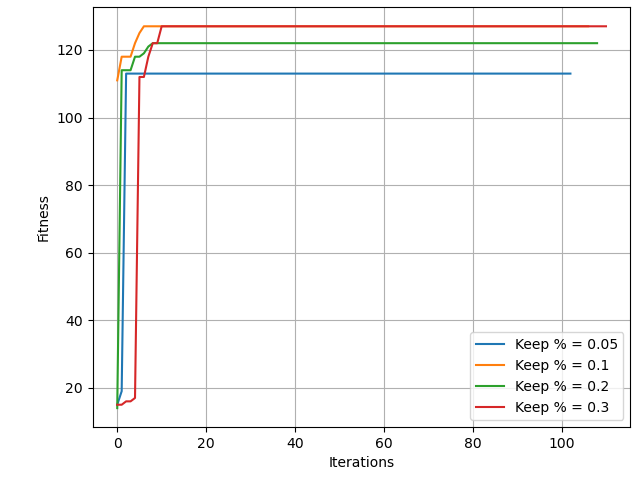 120
100
80
60
40
20
Fitness
0 20 40 60 80 100
Iterations
Keep % = 0.05
Keep % = 0.1
Keep % = 0.2
Keep % = 0.3